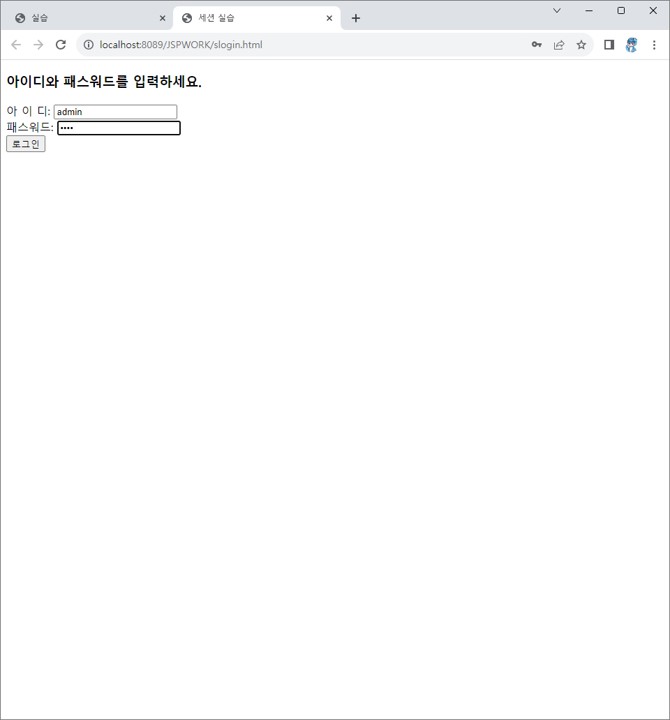 실습
세션 실습
localhost:8089/JSPWORK/slogin.html
아이디와 패스워드를 입력하세요.
아 이 디: admin
패스워드: ••••
로그인